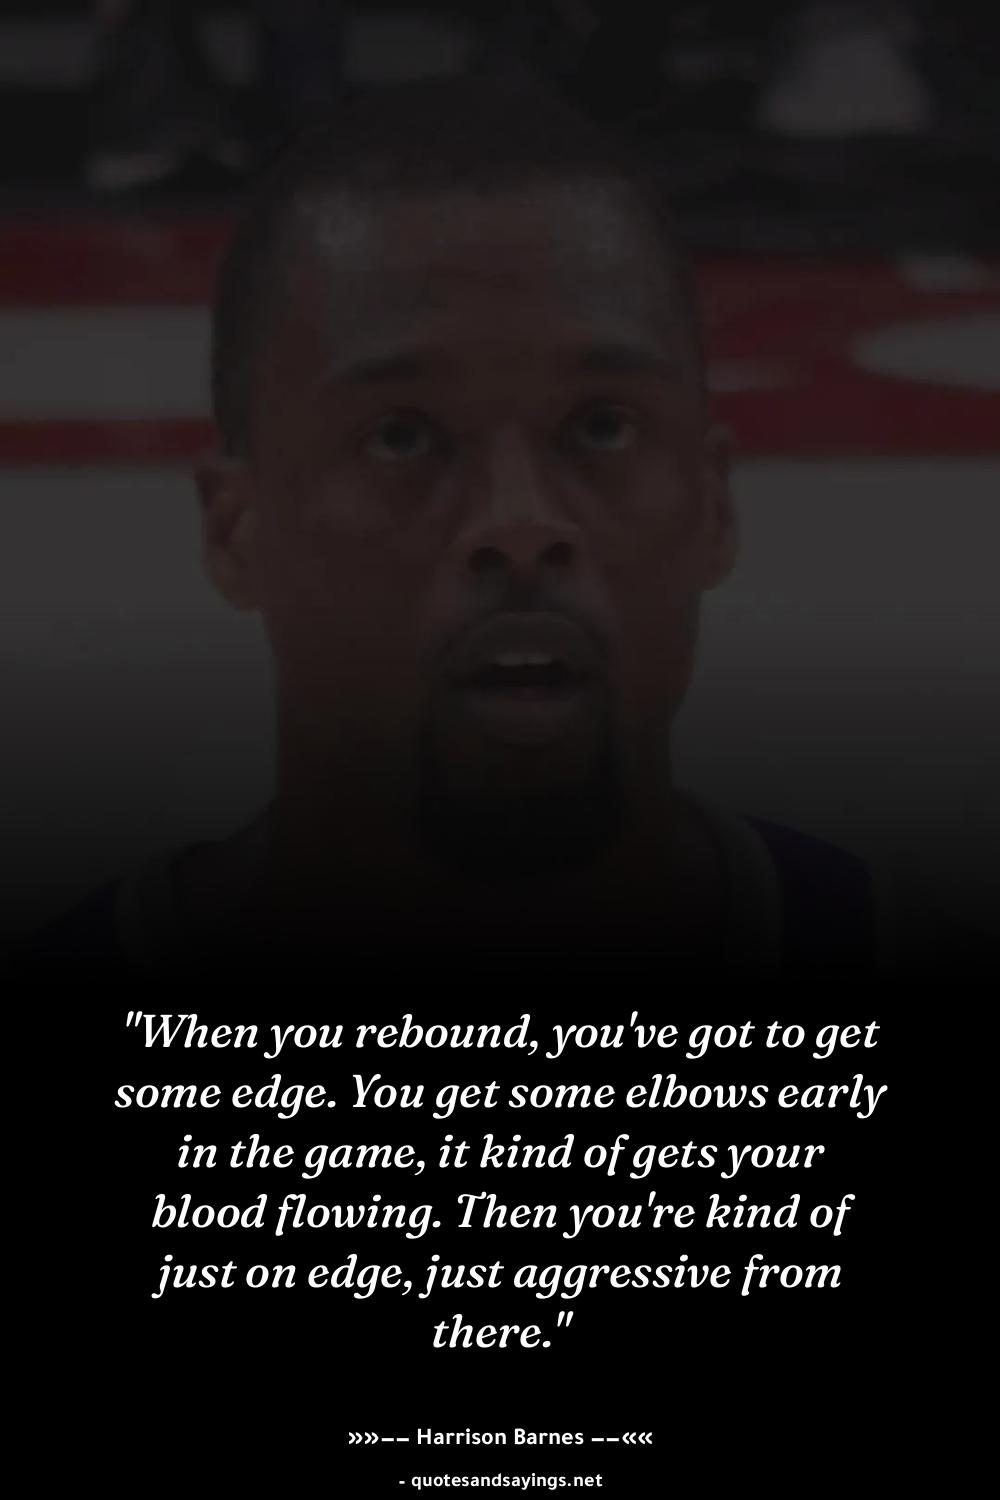 "When you rebound, you've got to get
some edge. You get some elbows early
in the game, it kind of gets your
blood flowing. Then you're kind of
just on edge, just aggressive from
there."
»»—— Harrison Barnes ——««
- quotesandsayings.net